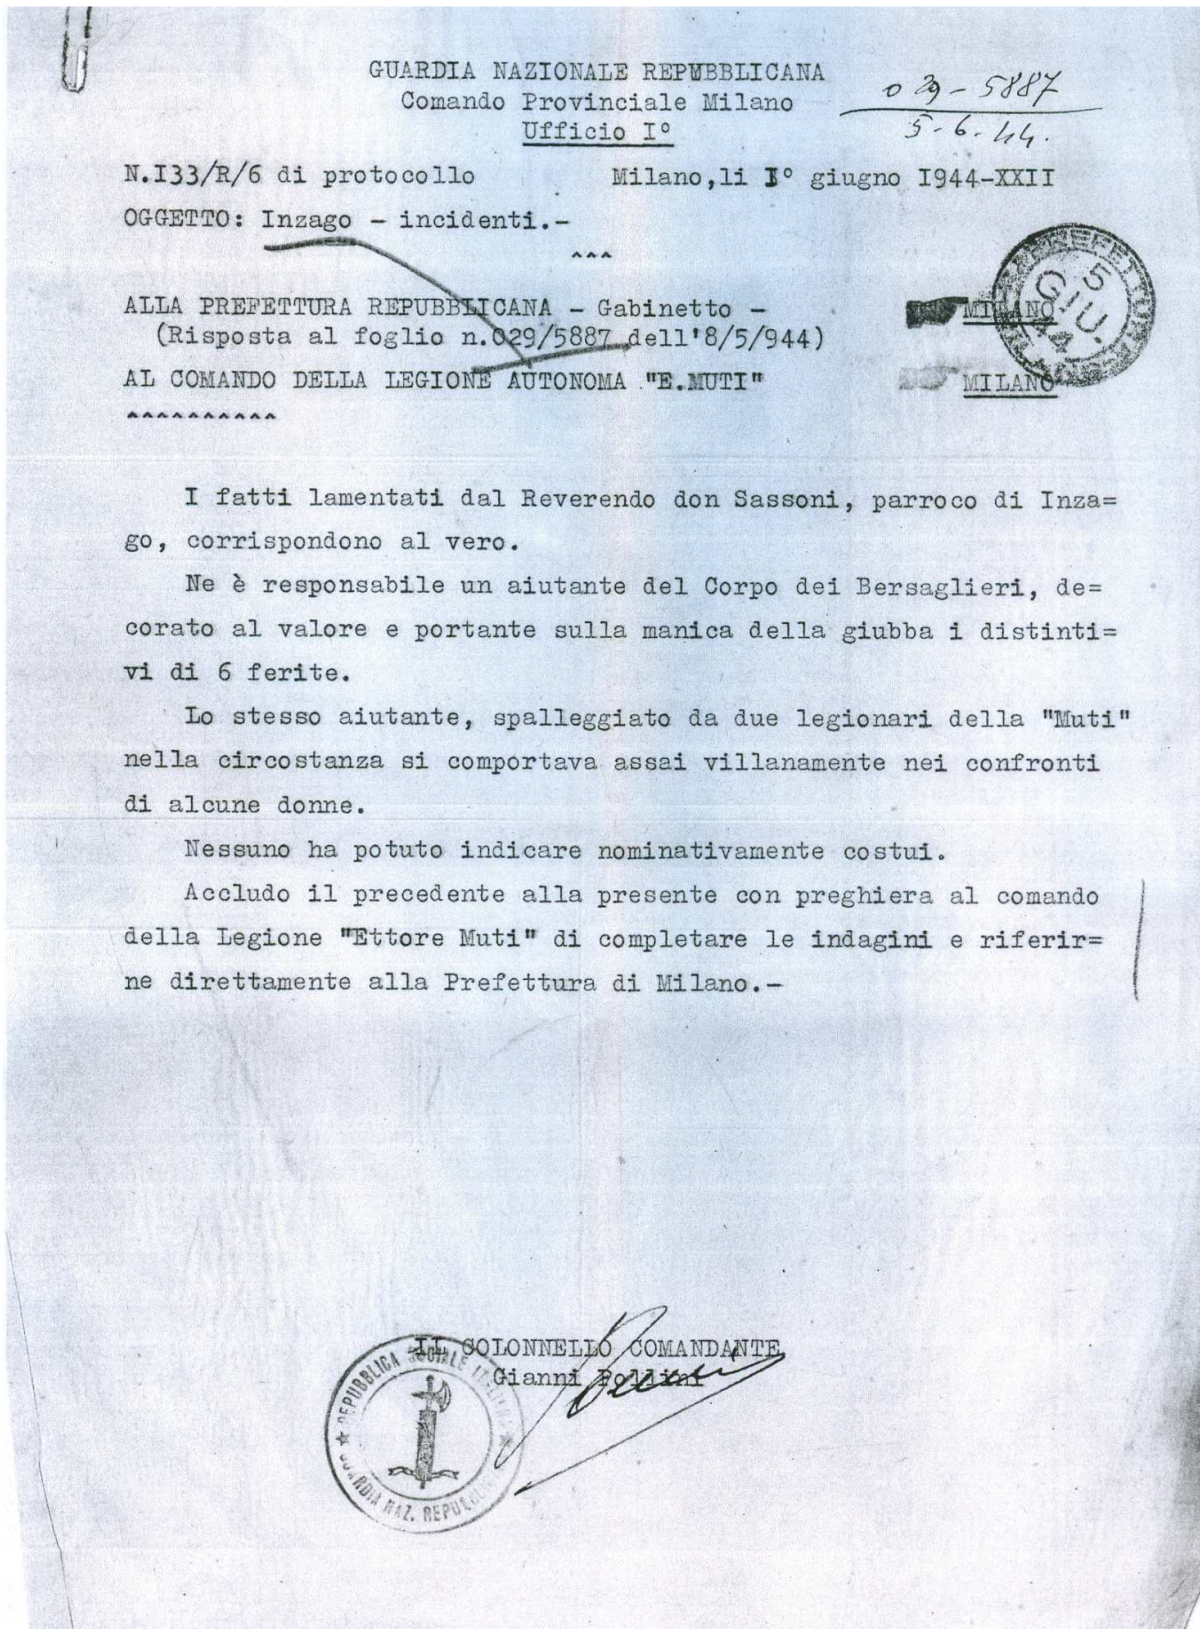 GUARDIA NAZIONALE REPUBBLICANA
Comando Provinciale Milano
Ufficio I°
029-5887
5-6-44.
N.I33/R/6 di protocollo Milano,li I° giugno I944-XXII
OGGETTO: Inzago - incidenti.-
^^^
PREFETTURA
5 GIU. 44
ALLA PREFETTURA REPUBBLICANA - Gabinetto - MILANO
(Risposta al foglio n.029/5887 dell'8/5/944)
AL COMANDO DELLA LEGIONE AUTONOMA "E.MUTI" MILANO
^^^^^^^^^^
I fatti lamentati dal Reverendo don Sassoni, parroco di Inza=
go, corrispondono al vero.
Ne è responsabile un aiutante del Corpo dei Bersaglieri, de=
corato al valore e portante sulla manica della giubba i distinti=
vi di 6 ferite.
Lo stesso aiutante, spalleggiato da due legionari della "Muti"
nella circostanza si comportava assai villanamente nei confronti
di alcune donne.
Nessuno ha potuto indicare nominativamente costui.
Accludo il precedente alla presente con preghiera al comando
della Legione "Ettore Muti" di completare le indagini e riferir=
ne direttamente alla Prefettura di Milano.-
IL COLONNELLO COMANDANTE
Gianni Pollini
REPUBBLICA SOCIALE ITALIANA
GUARDIA NAZ. REPUBBLICANA